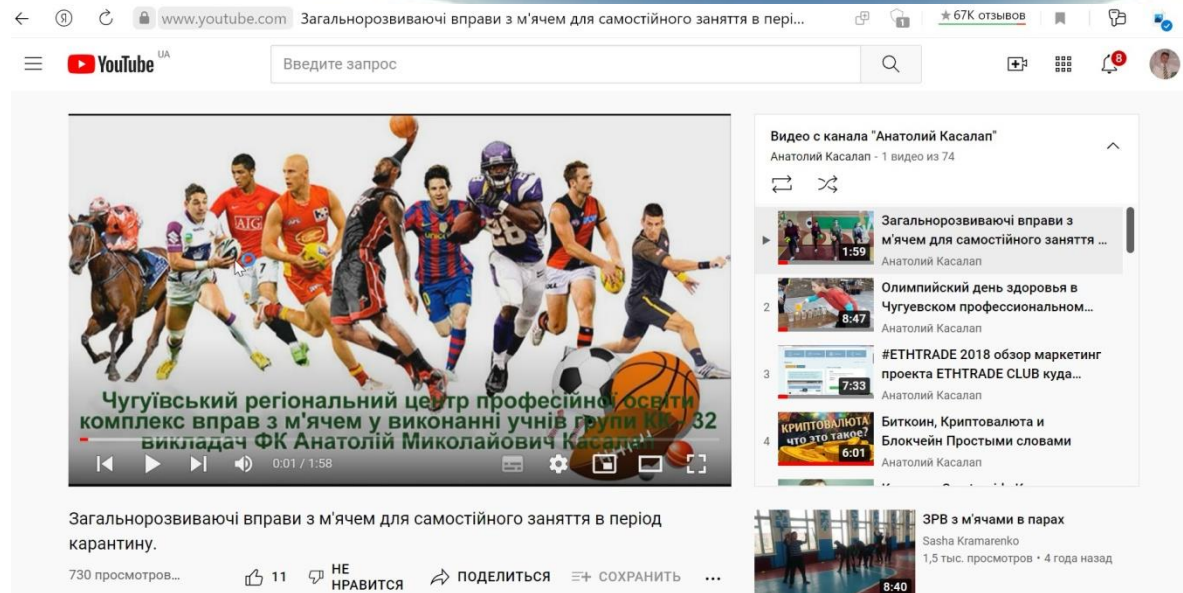 www.youtube.com Загальнорозвиваючі вправи з м'ячем для самостійного заняття в пері...
1
★ 67K отзывов
YouTube UA
Введите запрос
8
AIG
7
unicef
28
Чугуївський регіональний центр професійної освіти
комплекс вправ з м'ячем у виконанні учнів групи КК - 32
викладач ФК Анатолій Миколайович Касалап
0:01 / 1:58
Видео с канала "Анатолий Касалап"
Анатолий Касалап - 1 видео из 74
1:59
Загальнорозвиваючі вправи з
м'ячем для самостійного заняття ...
Анатолий Касалап
2
8:47
Олимпийский день здоровья в
Чугуевском профессиональном...
Анатолий Касалап
3
7:33
#ETHTRADE 2018 обзор маркетинг
проекта ETHTRADE CLUB куда...
Анатолий Касалап
4
КРИПТОВАЛЮТА
что это такое?
6:01
Биткоин, Криптовалюта и
Блокчейн Простыми словами
Анатолий Касалап
Загальнорозвиваючі вправи з м'ячем для самостійного заняття в період
карантину.
730 просмотров...
11
НЕ
НРАВИТСЯ
ПОДЕЛИТЬСЯ
СОХРАНИТЬ
8:40
ЗРВ з м'ячами в парах
Sasha Kramarenko
1,5 тыс. просмотров • 4 года назад